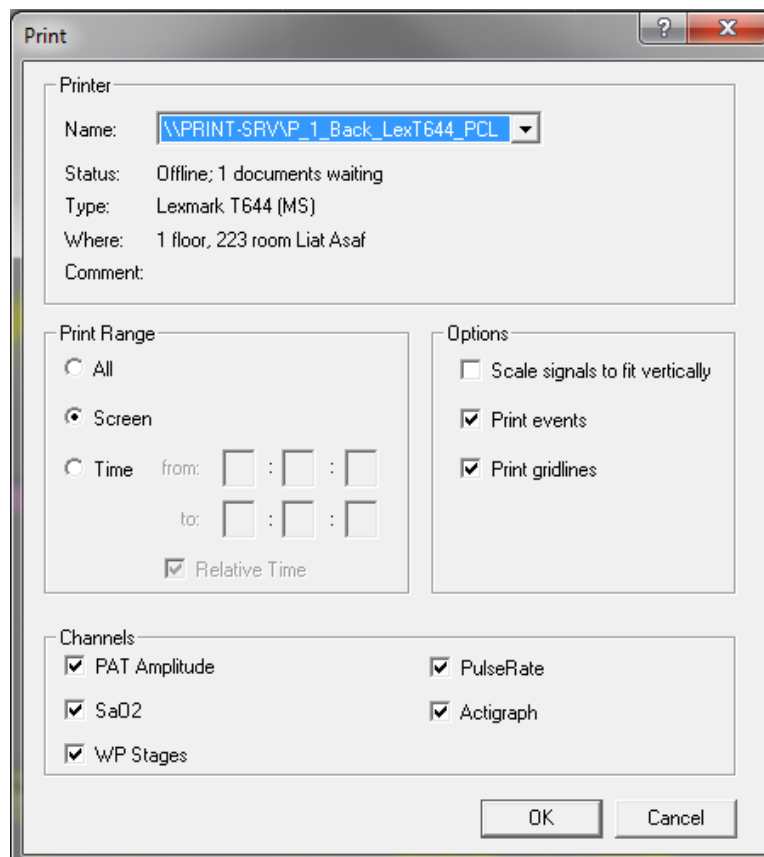 Print
Printer
Name: \\PRINT-SRV\P_1_Back_LexT644_PCL
Status: Offline; 1 documents waiting
Type: Lexmark T644 (MS)
Where: 1 floor, 223 room Liat Asaf
Comment:
Print Range
All
Screen
Time from: : :
to: : :
Relative Time
Options
Scale signals to fit vertically
Print events
Print gridlines
Channels
PAT Amplitude PulseRate
SaO2 Actigraph
WP Stages
OK Cancel